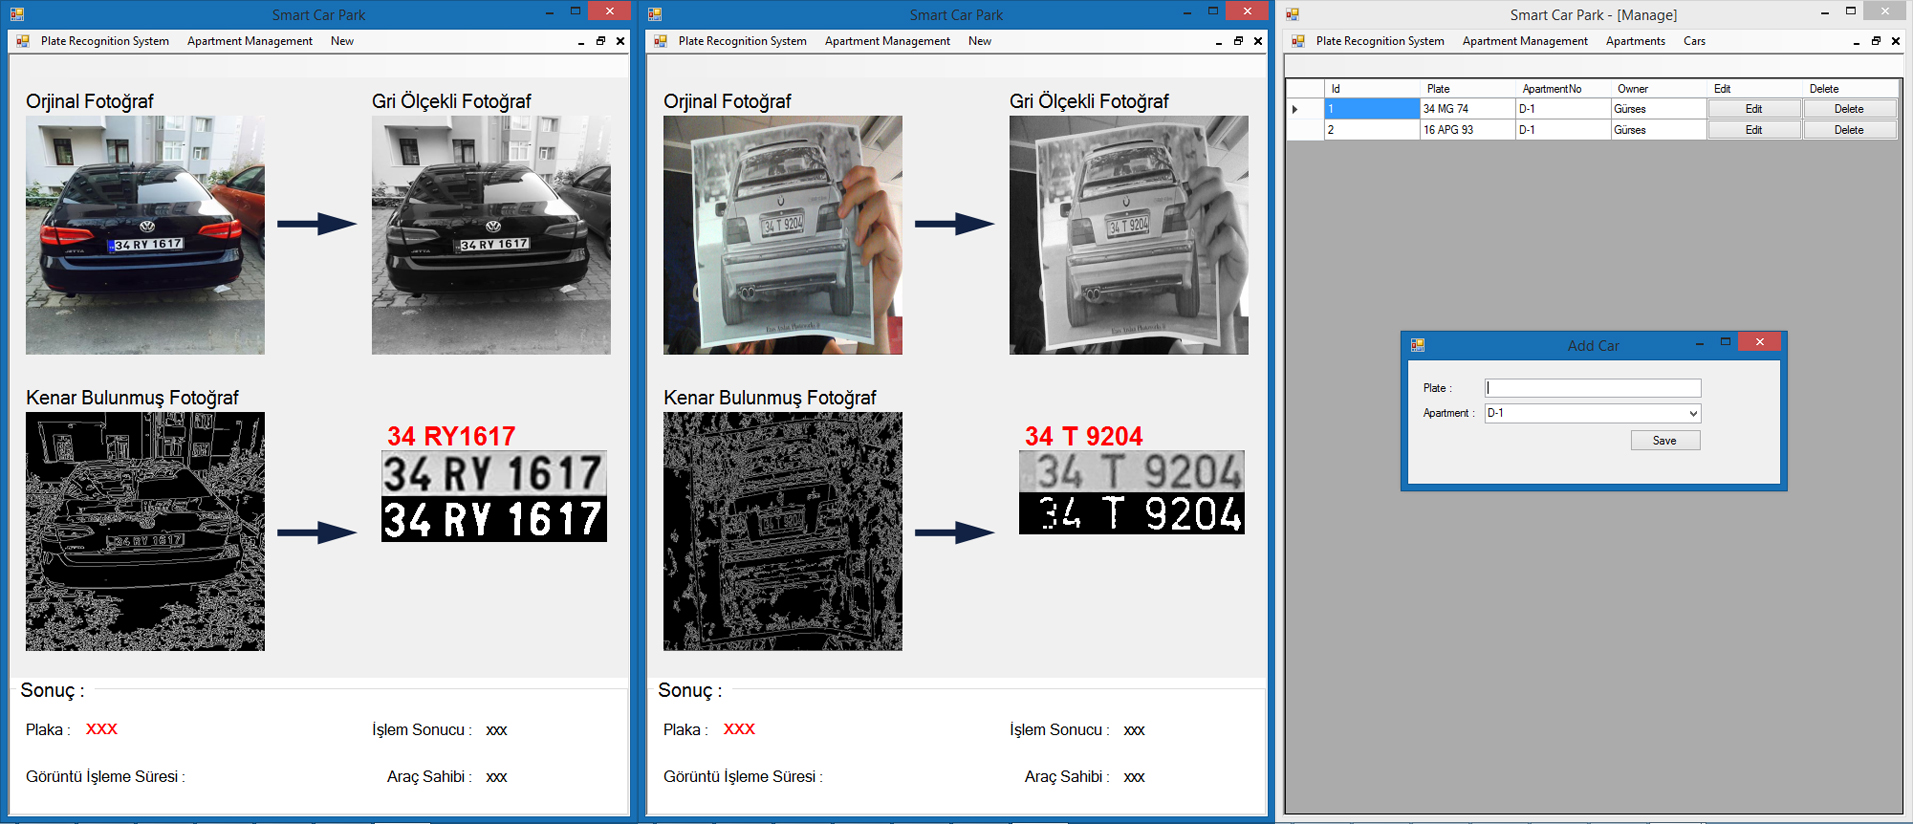 Smart Car Park
Plate Recognition System Apartment Management New
Orjinal Fotoğraf Gri Ölçekli Fotoğraf
34 RY 1617 34 RY 1617
JETTA
Kenar Bulunmuş Fotoğraf
34 RY 1617
34 RY1617
34 RY 1617
34 RY 1617
Sonuç :
Plaka : XXX İşlem Sonucu : xxx
Görüntü İşleme Süresi : Araç Sahibi : xxx
Smart Car Park
Plate Recognition System Apartment Management New
Orjinal Fotoğraf Gri Ölçekli Fotoğraf
34 T 9204 34 T 9204
Kenar Bulunmuş Fotoğraf
34 T 9204
34 T 9204
34 T 9204
Sonuç :
Plaka : XXX İşlem Sonucu : xxx
Görüntü İşleme Süresi : Araç Sahibi : xxx
Smart Car Park - [Manage]
Plate Recognition System Apartment Management Apartments Cars
Id Plate ApartmentNo Owner Edit Delete
1 34 MG 74 D-1 Gürses Edit Delete
2 16 APG 93 D-1 Gürses Edit Delete
Add Car
Plate :
Apartment : D-1
Save